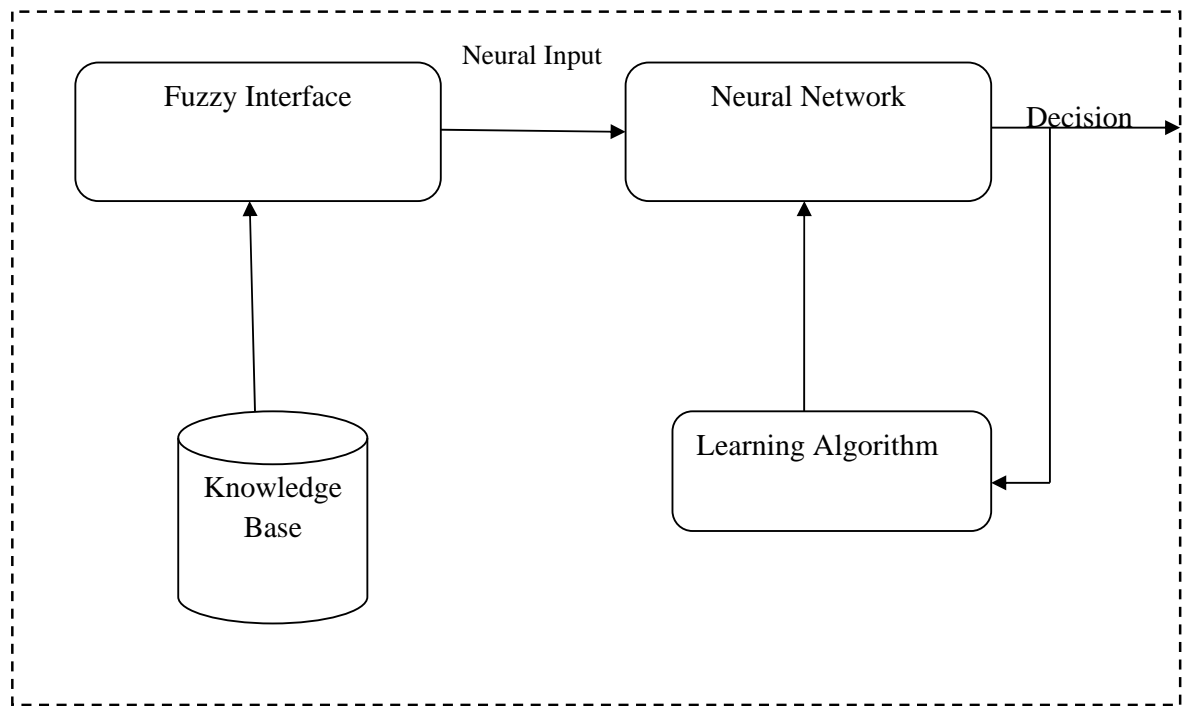 Neural Input
Fuzzy Interface
Neural Network
Decision
Learning Algorithm
Knowledge
Base